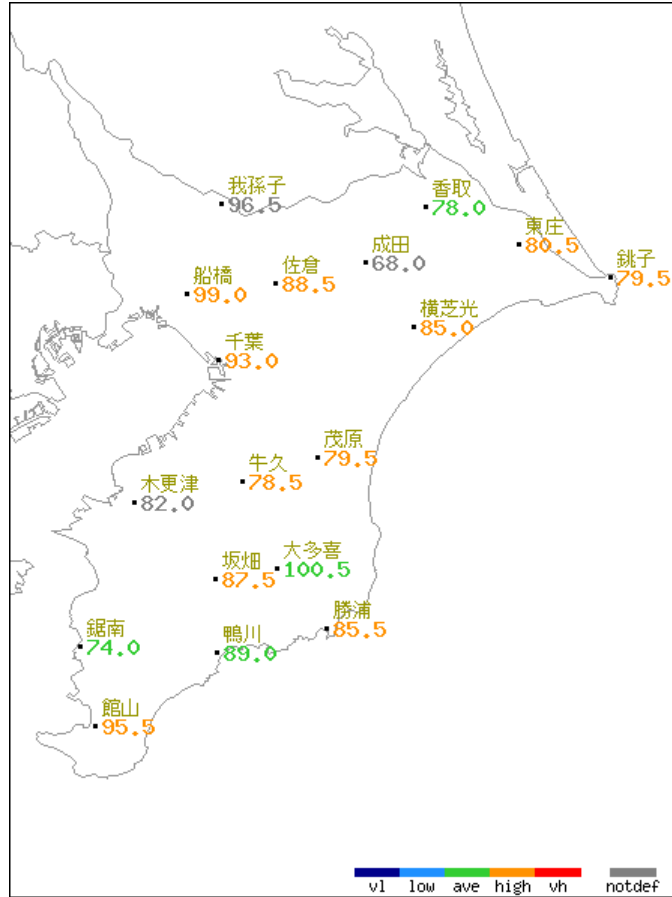 我孫子
96.5
香取
78.0
東庄
80.5
成田
68.0
銚子
79.5
船橋
99.0
佐倉
88.5
横芝光
85.0
千葉
93.0
茂原
79.5
牛久
78.5
木更津
82.0
坂畑
87.5
大多喜
100.5
勝浦
85.5
鋸南
74.0
鴨川
89.0
館山
95.5
vl low ave high vh notdef